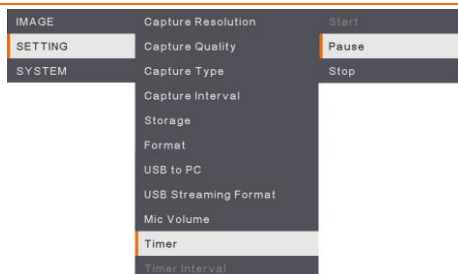 IMAGE
SETTING
SYSTEM
Capture Resolution
Capture Quality
Capture Type
Capture Interval
Storage
Format
USB to PC
USB Streaming Format
Mic Volume
Timer
Timer Interval
Start
Pause
Stop